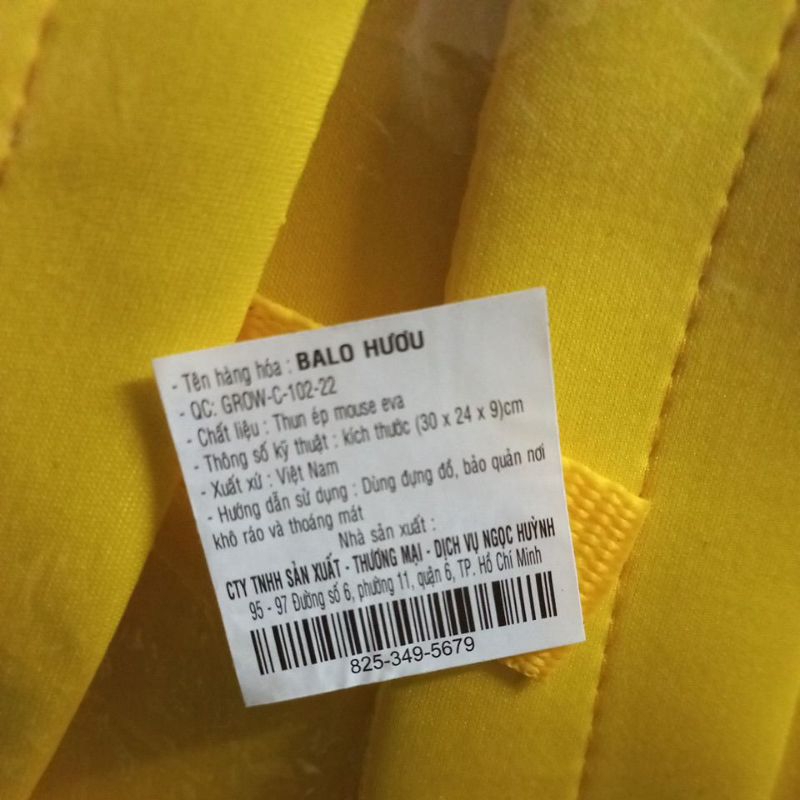 - Tên hàng hóa : BALO HƯƠU
- QC: GROW-C-102-22
- Chất liệu : Thun ép mouse eva
- Thông số kỹ thuật : kích thước (30 x 24 x 9)cm
- Xuất xứ : Việt Nam
- Hướng dẫn sử dụng : Dùng đựng đồ, bảo quản nơi
khô ráo và thoáng mát
Nhà sản xuất :
CTY TNHH SẢN XUẤT - THƯƠNG MẠI - DỊCH VỤ NGỌC HUỲNH
95 - 97 Đường số 6, phường 11, quận 6, TP. Hồ Chí Minh
825-349-5679